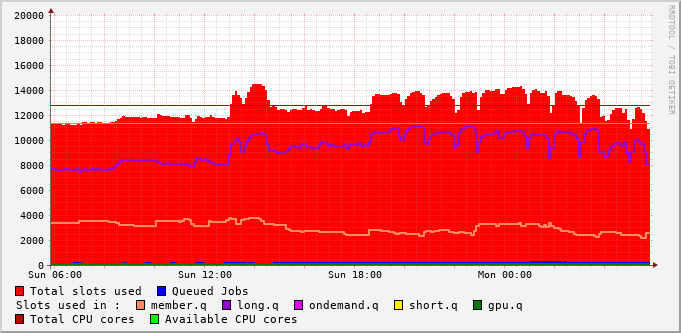 20000
18000
16000
14000
12000
10000
8000
6000
4000
2000
0
Sun 06:00 Sun 12:00 Sun 18:00 Mon 00:00
Total slots used Queued Jobs
Slots used in : member.q long.q ondemand.q short.q gpu.q
Total CPU cores Available CPU cores
RRDTOOL / TOBI OETIKER